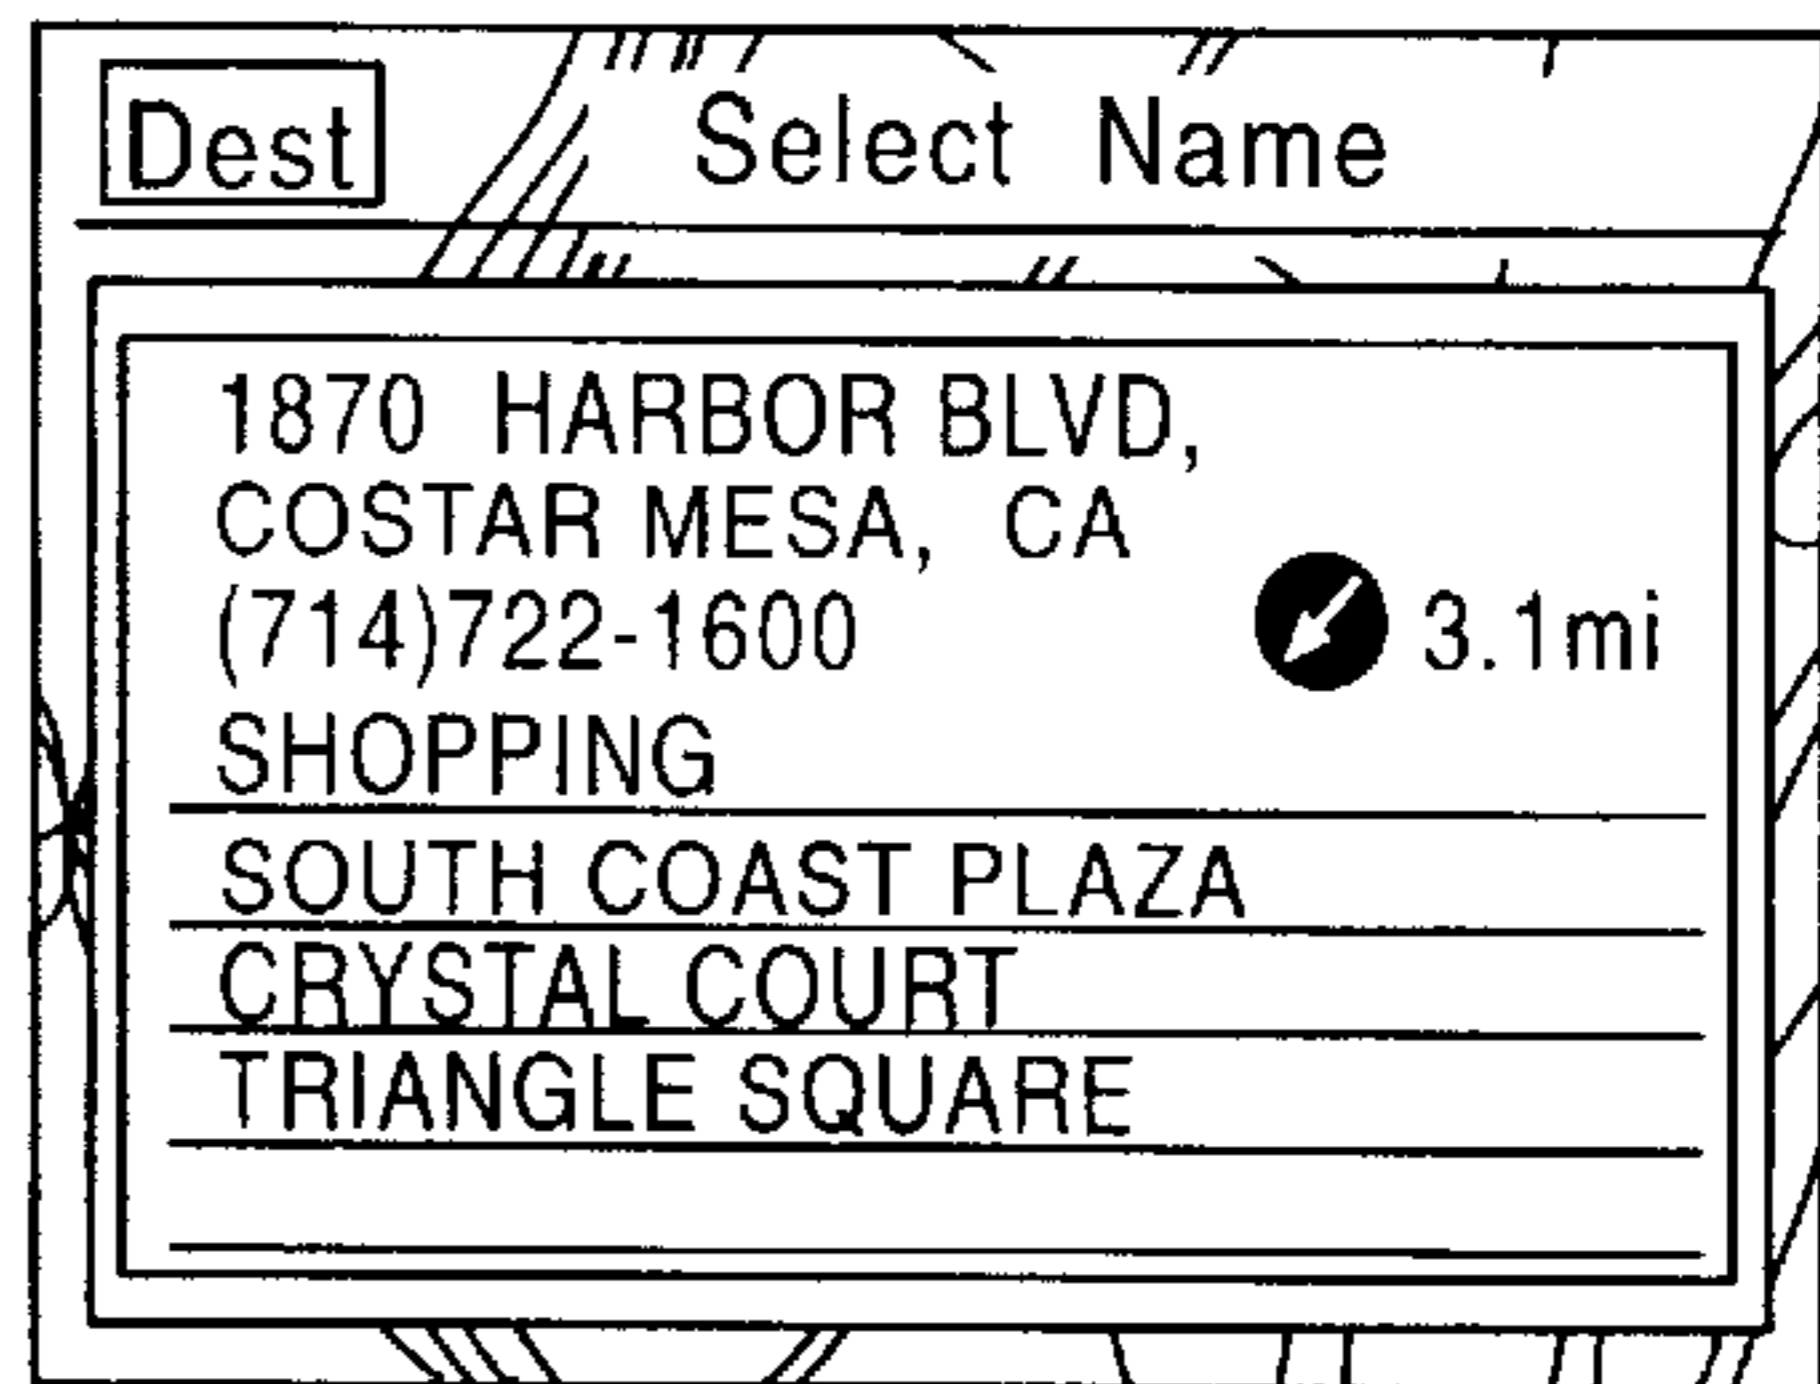 Dest
Select Name
1870 HARBOR BLVD,
COSTAR MESA, CA
(714)722-1600
3.1mi
SHOPPING
SOUTH COAST PLAZA
CRYSTAL COURT
TRIANGLE SQUARE